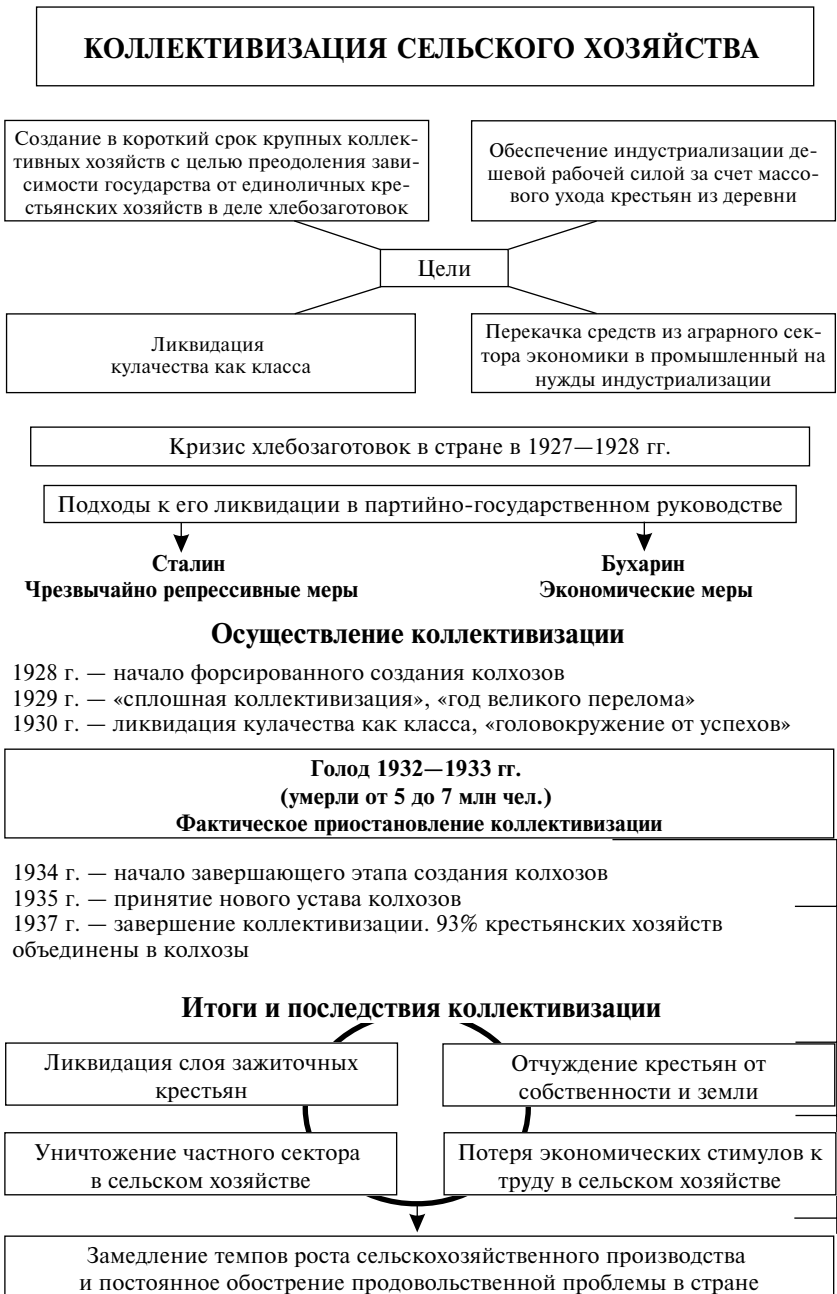 КОЛЛЕКТИВИЗАЦИЯ СЕЛЬСКОГО ХОЗЯЙСТВА
Создание в короткий срок крупных коллек-
тивных хозяйств с целью преодоления зави-
симости государства от единоличных кре-
стьянских хозяйств в деле хлебозаготовок
Обеспечение индустриализации де-
шевой рабочей силой за счет массо-
вого ухода крестьян из деревни
Цели
Ликвидация
кулачества как класса
Перекачка средств из аграрного сек-
тора экономики в промышленный на
нужды индустриализации
Кризис хлебозаготовок в стране в 1927—1928 гг.
Подходы к его ликвидации в партийно-государственном руководстве
Сталин
Чрезвычайно репрессивные меры
Бухарин
Экономические меры
Осуществление коллективизации
1928 г. — начало форсированного создания колхозов
1929 г. — «сплошная коллективизация», «год великого перелома»
1930 г. — ликвидация кулачества как класса, «головокружение от успехов»
Голод 1932—1933 гг.
(умерли от 5 до 7 млн чел.)
Фактическое приостановление коллективизации
1934 г. — начало завершающего этапа создания колхозов
1935 г. — принятие нового устава колхозов
1937 г. — завершение коллективизации. 93% крестьянских хозяйств
объединены в колхозы
Итоги и последствия коллективизации
Ликвидация слоя зажиточных
крестьян
Отчуждение крестьян от
собственности и земли
Уничтожение частного сектора
в сельском хозяйстве
Потеря экономических стимулов к
труду в сельском хозяйстве
Замедление темпов роста сельскохозяйственного производства
и постоянное обострение продовольственной проблемы в стране